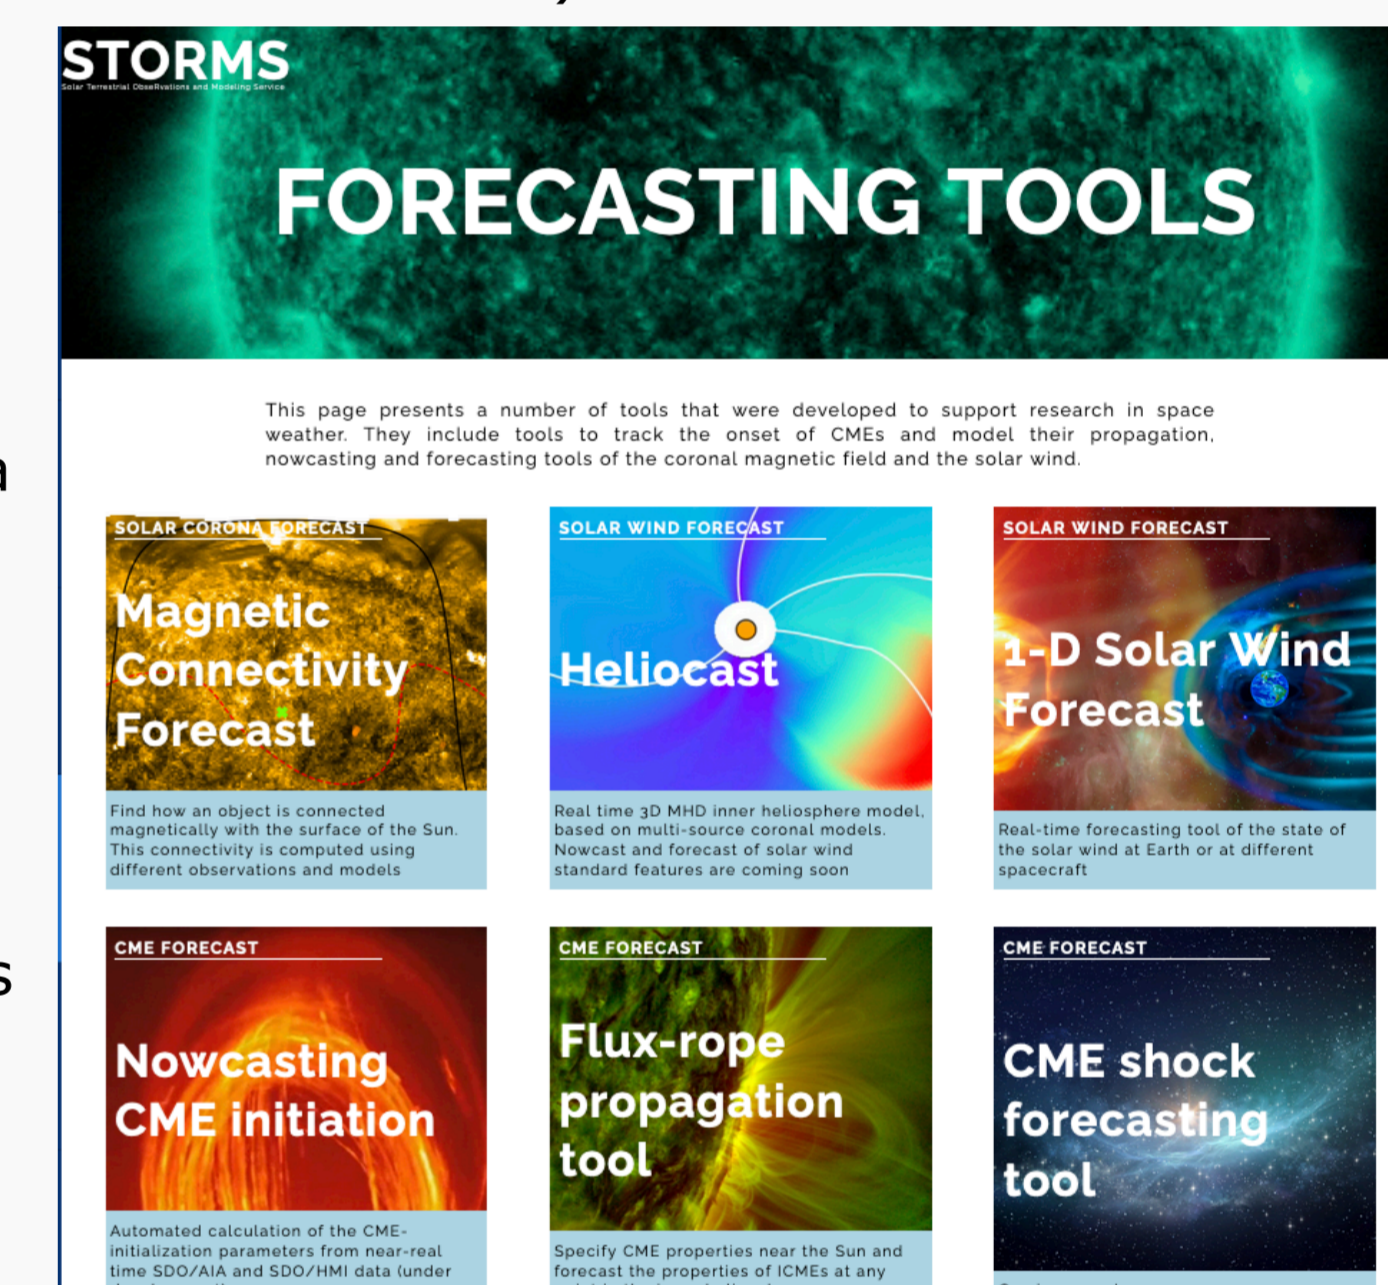 a
s
STORMS
Solar Terrestrial ObseRvations and Modeling Service
FORECASTING TOOLS
This page presents a number of tools that were developed to support research in space
weather. They include tools to track the onset of CMEs and model their propagation,
nowcasting and forecasting tools of the coronal magnetic field and the solar wind.
SOLAR CORONA FORECAST
Magnetic
Connectivity
Forecast
Find how an object is connected
magnetically with the surface of the Sun.
This connectivity is computed using
different observations and models
SOLAR WIND FORECAST
Heliocast
Real time 3D MHD inner heliosphere model,
based on multi-source coronal models.
Nowcast and forecast of solar wind
standard features are coming soon
SOLAR WIND FORECAST
1-D Solar Wind
Forecast
Real-time forecasting tool of the state of
the solar wind at Earth or at different
spacecraft
CME FORECAST
Nowcasting
CME initiation
Automated calculation of the CME-
initialization parameters from near-real
time SDO/AIA and SDO/HMI data (under
CME FORECAST
Flux-rope
propagation
tool
Specify CME properties near the Sun and
forecast the properties of ICMEs at any
CME FORECAST
CME shock
forecasting
tool